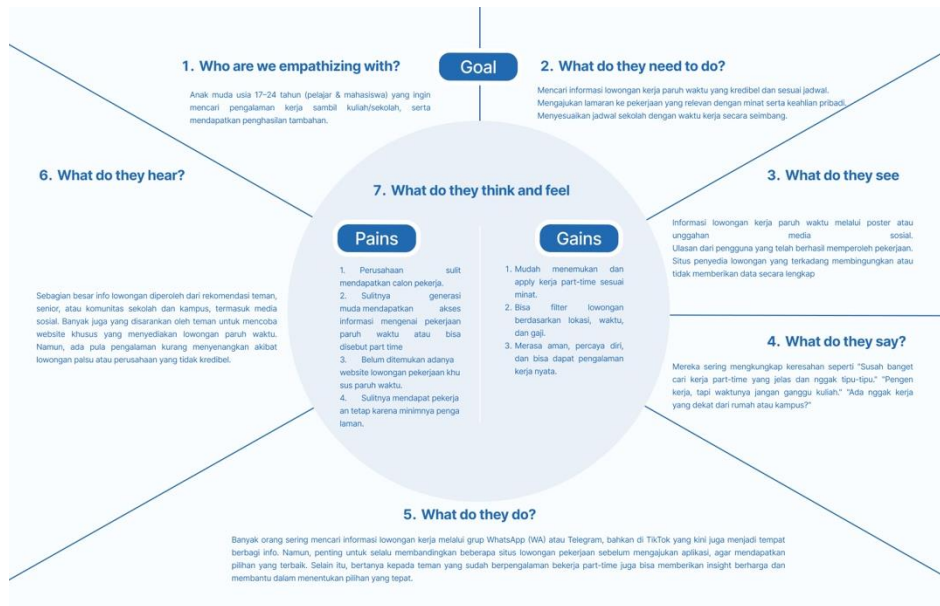 Goal
1. Who are we empathizing with?
Anak muda usia 17–24 tahun (pelajar & mahasiswa) yang ingin
mencari pengalaman kerja sambil kuliah/sekolah, serta
mendapatkan penghasilan tambahan.
2. What do they need to do?
Mencari informasi lowongan kerja paruh waktu yang kredibel dan sesuai jadwal.
Mengajukan lamaran ke pekerjaan yang relevan dengan minat serta keahlian pribadi.
Menyesuaikan jadwal sekolah dengan waktu kerja secara seimbang.
3. What do they see
Informasi lowongan kerja paruh waktu melalui poster atau
unggahan media sosial.
Ulasan dari pengguna yang telah berhasil memperoleh pekerjaan.
Situs penyedia lowongan yang terkadang membingungkan atau
tidak memberikan data secara lengkap
4. What do they say?
Mereka sering mengungkap keresahan seperti "Susah banget
cari kerja part-time yang jelas dan nggak tipu-tipu." "Pengen
kerja, tapi waktunya jangan ganggu kuliah." "Ada nggak kerja
yang dekat dari rumah atau kampus?"
5. What do they do?
Banyak orang sering mencari informasi lowongan kerja melalui grup WhatsApp (WA) atau Telegram, bahkan di TikTok yang kini juga menjadi tempat
berbagi info. Namun, penting untuk selalu membandingkan beberapa situs lowongan pekerjaan sebelum mengajukan aplikasi, agar mendapatkan
pilihan yang terbaik. Selain itu, bertanya kepada teman yang sudah berpengalaman bekerja part-time juga bisa memberikan insight berharga dan
membantu dalam menentukan pilihan yang tepat.
6. What do they hear?
Sebagian besar info lowongan diperoleh dari rekomendasi teman,
senior, atau komunitas sekolah dan kampus, termasuk media
sosial. Banyak juga yang disarankan oleh teman untuk mencoba
website khusus yang menyediakan lowongan paruh waktu.
Namun, ada pula pengalaman kurang menyenangkan akibat
lowongan palsu atau perusahaan yang tidak kredibel.
7. What do they think and feel
Pains
1. Perusahaan sulit
mendapatkan calon pekerja.
2. Sulitnya generasi
muda mendapatkan akses
informasi mengenai pekerjaan
paruh waktu atau bisa
disebut part time
3 Belum ditemukan adanya
website lowongan pekerjaan khu
sus paruh waktu.
4. Sulitnya mendapat pekerja
an tetap karena minimnya penga
laman.
Gains
1. Mudah menemukan dan
apply kerja part-time sesuai
minat.
2. Bisa filter lowongan
berdasarkan lokasi, waktu,
dan gaji.
3. Merasa aman, percaya diri,
dan bisa dapat pengalaman
kerja nyata.